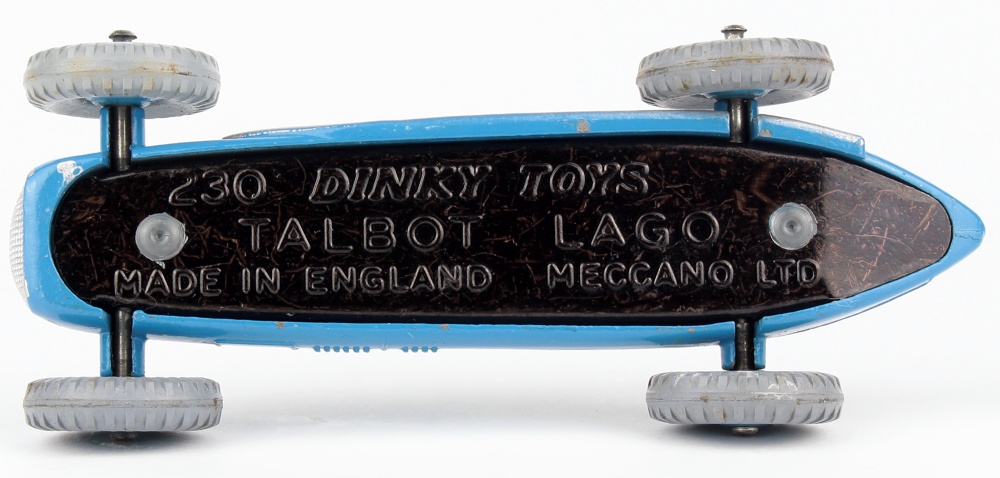 230 DINKY TOYS
TALBOT LAGO
MADE IN ENGLAND MECCANO LTD